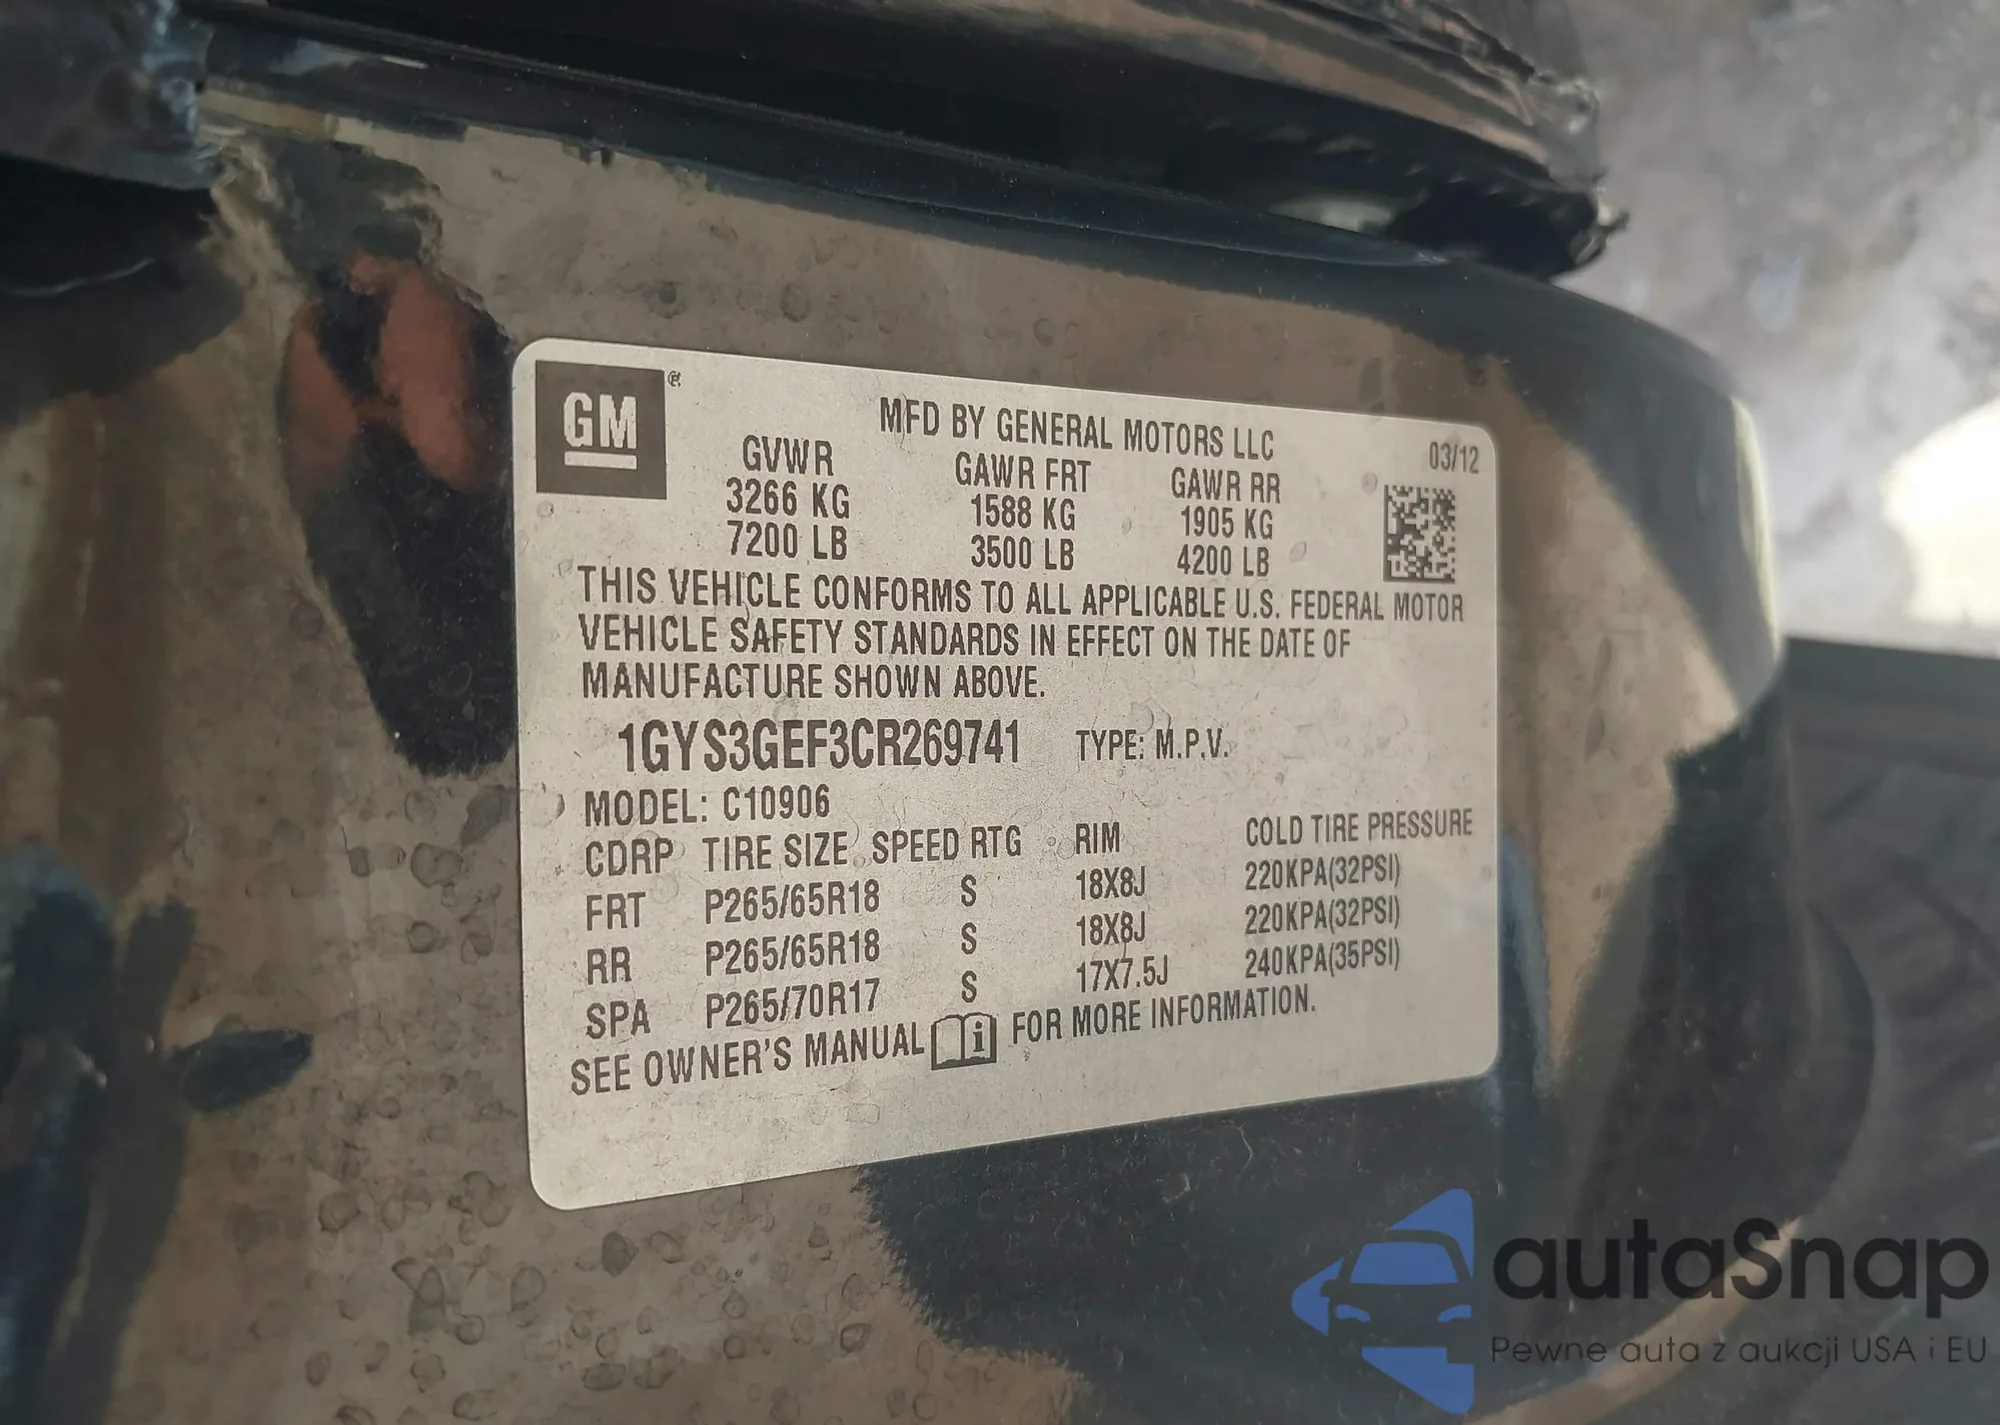 GM
MFD BY GENERAL MOTORS LLC
03/12
GVWR GAWR FRT GAWR RR
3266 KG 1588 KG 1905 KG
7200 LB 3500 LB 4200 LB
THIS VEHICLE CONFORMS TO ALL APPLICABLE U.S. FEDERAL MOTOR
VEHICLE SAFETY STANDARDS IN EFFECT ON THE DATE OF
MANUFACTURE SHOWN ABOVE.
1GYS3GEF3CR269741 TYPE: M.P.V.
MODEL: C10906
CDRP TIRE SIZE SPEED RTG RIM COLD TIRE PRESSURE
FRT P265/65R18 S 18X8J 220KPA(32PSI)
RR P265/65R18 S 18X8J 220KPA(32PSI)
SPA P265/70R17 S 17X7.5J 240KPA(35PSI)
SEE OWNER'S MANUAL i FOR MORE INFORMATION.
autaSnap
Pewne auta z aukcji USA i EU